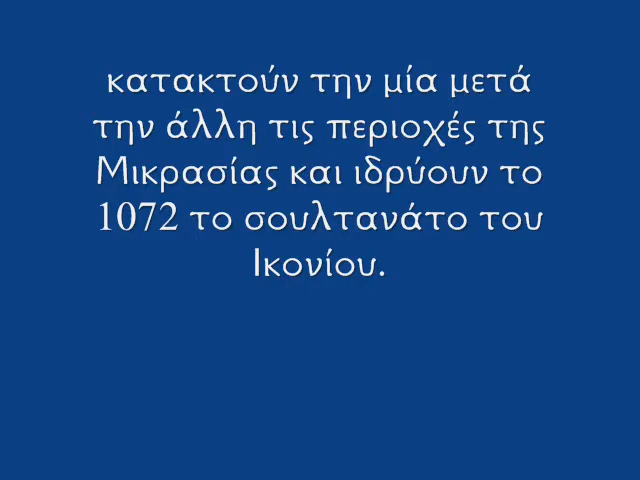 κατακτούν την μία μετά
την άλλη τις περιοχές της
Μικρασίας και ιδρύουν το
1072 το σουλτανάτο του
Ικονίου.